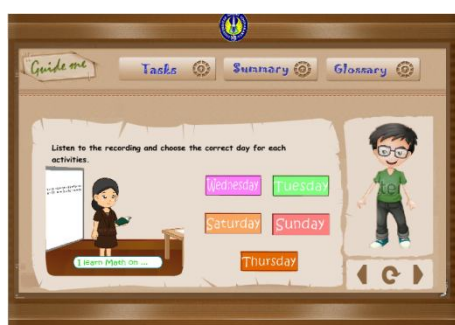 Guide me
Tasks
Summary
Glossary
Listen to the recording and choose the correct day for each
activities.
Wednesday
Tuesday
Saturday
Sunday
I learn Math on ...
Thursday